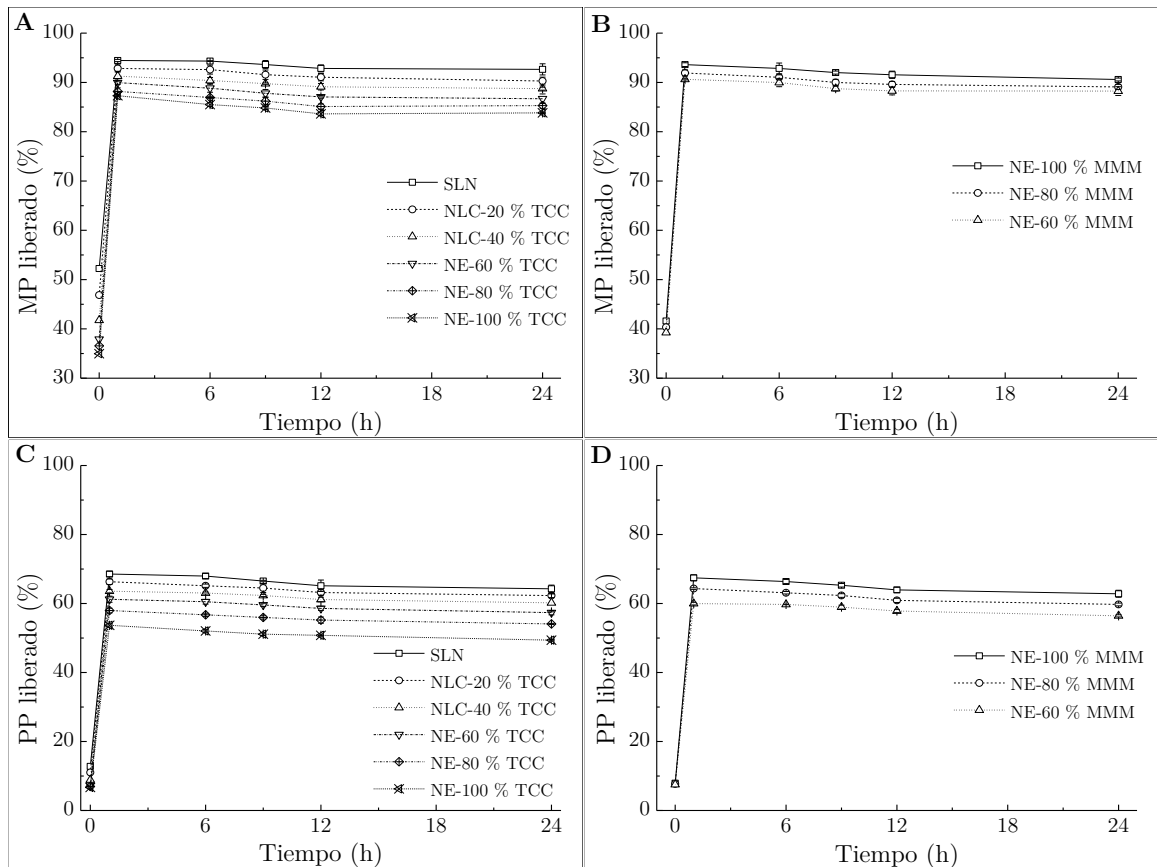 A
100
90
80
70
60
50
40
30
MP liberado (%)
SLN
NLC-20 % TCC
NLC-40 % TCC
NE-60 % TCC
NE-80 % TCC
NE-100 % TCC
0 6 12 18 24
Tiempo (h)
B
100
90
80
70
60
50
40
30
MP liberado (%)
NE-100 % MMM
NE-80 % MMM
NE-60 % MMM
0 6 12 18 24
Tiempo (h)
C
100
80
60
40
20
0
PP liberado (%)
SLN
NLC-20 % TCC
NLC-40 % TCC
NE-60 % TCC
NE-80 % TCC
NE-100 % TCC
0 6 12 24
Tiempo (h)
D
100
80
60
40
20
0
PP liberado (%)
NE-100 % MMM
NE-80 % MMM
NE-60 % MMM
0 6 12 24
Tiempo (h)